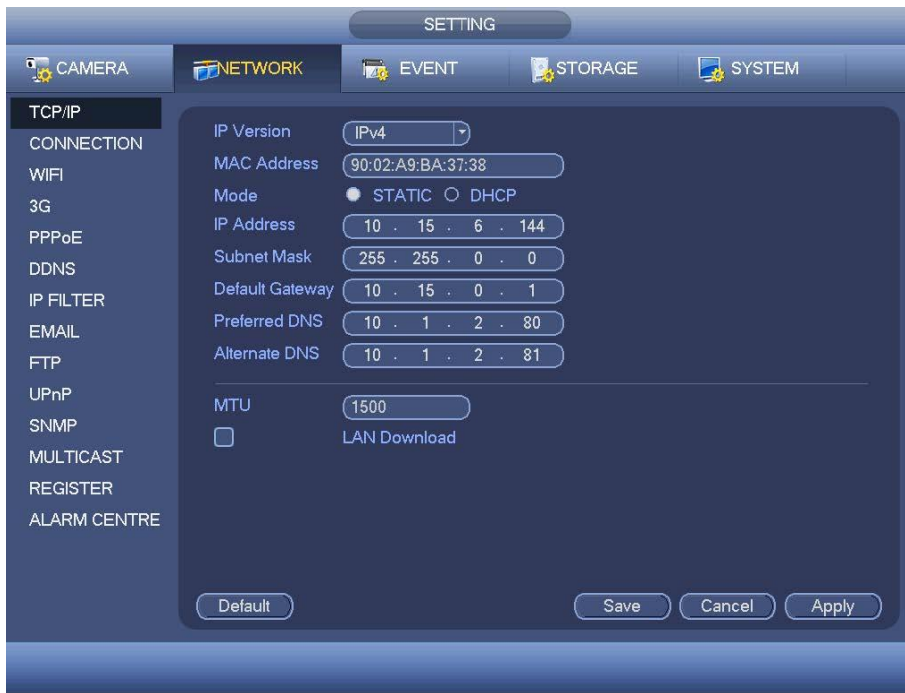 SETTING
CAMERA NETWORK EVENT STORAGE SYSTEM
TCP/IP
CONNECTION
WIFI
3G
PPPoE
DDNS
IP FILTER
EMAIL
FTP
UPnP
SNMP
MULTICAST
REGISTER
ALARM CENTRE
IP Version IPv4
MAC Address 90:02:A9:BA:37:38
Mode STATIC DHCP
IP Address 10 . 15 . 6 . 144
Subnet Mask 255 . 255 . 0 . 0
Default Gateway 10 . 15 . 0 . 1
Preferred DNS 10 . 1 . 2 . 80
Alternate DNS 10 . 1 . 2 . 81
MTU 1500
LAN Download
Default Save Cancel Apply